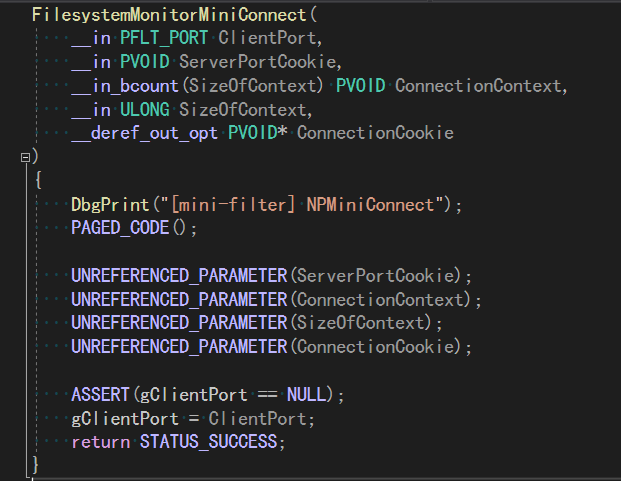 FilesystemMonitorMiniConnect(
    __in PFLT_PORT ClientPort,
    __in PVOID ServerPortCookie,
    __in_bcount(SizeOfContext) PVOID ConnectionContext,
    __in ULONG SizeOfContext,
    __deref_out_opt PVOID* ConnectionCookie
)
{
    DbgPrint("[mini-filter] NPMiniConnect");
    PAGED_CODE();

    UNREFERENCED_PARAMETER(ServerPortCookie);
    UNREFERENCED_PARAMETER(ConnectionContext);
    UNREFERENCED_PARAMETER(SizeOfContext);
    UNREFERENCED_PARAMETER(ConnectionCookie);

    ASSERT(gClientPort == NULL);
    gClientPort = ClientPort;
    return STATUS_SUCCESS;
}